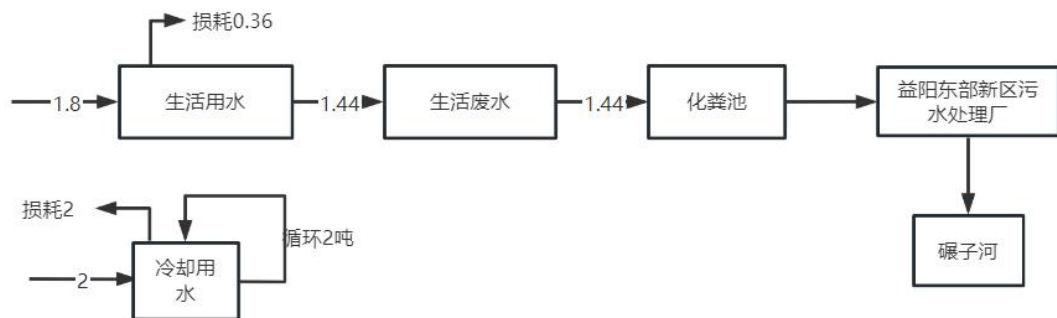 损耗0.36
1.8
生活用水
1.44
生活废水
1.44
化粪池
益阳东部新区污
水处理厂
损耗2
循环2吨
2
冷却用
水
碾子河